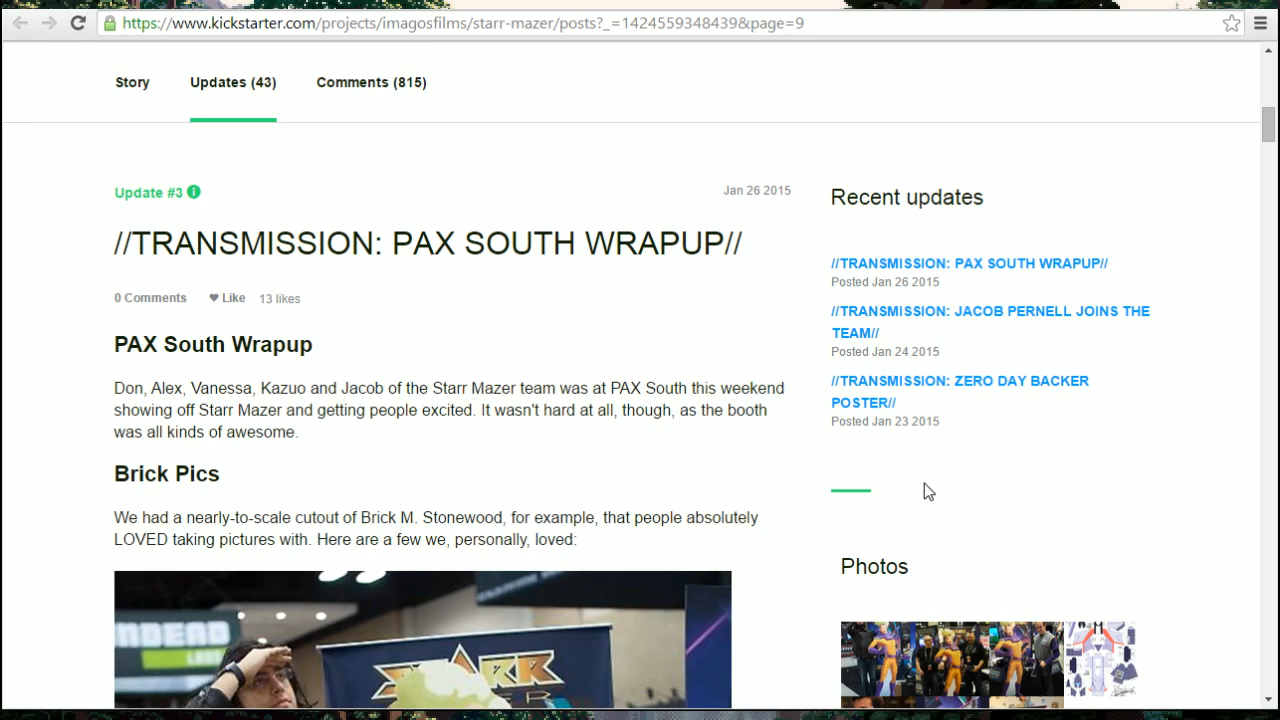 https://www.kickstarter.com/projects/imagosfilms/starr-mazer/posts?_=1424559348439&page=9
Story
Updates (43)
Comments (815)
Update #3
Jan 26 2015
//TRANSMISSION: PAX SOUTH WRAPUP//
0 Comments
Like
13 likes
PAX South Wrapup
Don, Alex, Vanessa, Kazuo and Jacob of the Starr Mazer team was at PAX South this weekend
showing off Starr Mazer and getting people excited. It wasn't hard at all, though, as the booth
was all kinds of awesome.
Brick Pics
We had a nearly-to-scale cutout of Brick M. Stonewood, for example, that people absolutely
LOVED taking pictures with. Here are a few we, personally, loved:
NDEAD
LABS
STARR
Recent updates
//TRANSMISSION: PAX SOUTH WRAPUP//
Posted Jan 26 2015
//TRANSMISSION: JACOB PERNELL JOINS THE
TEAM//
Posted Jan 24 2015
//TRANSMISSION: ZERO DAY BACKER
POSTER//
Posted Jan 23 2015
Photos